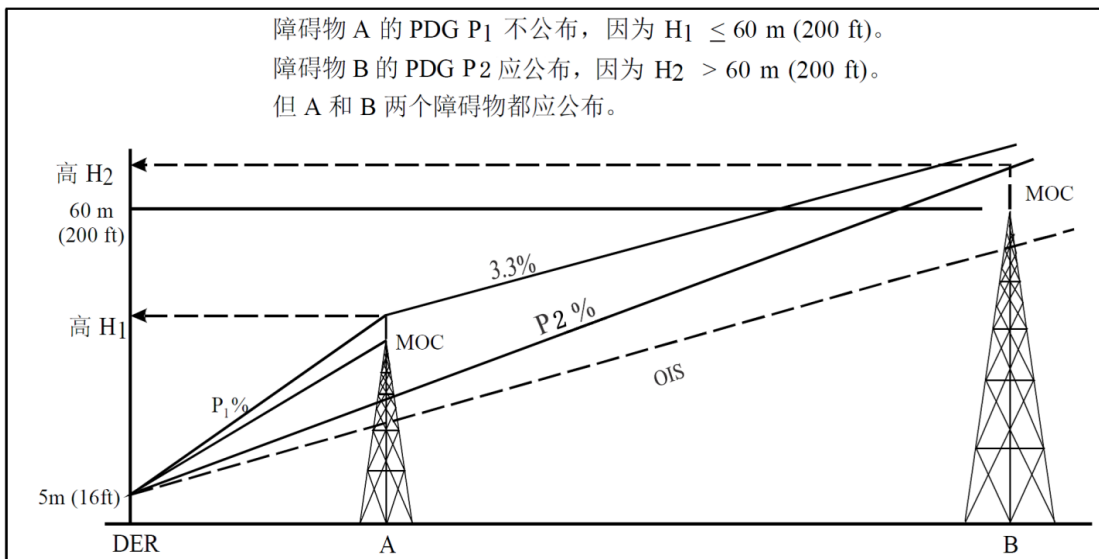 障碍物 A 的 PDG P1 不公布，因为 H1 ≤ 60 m (200 ft)。
障碍物 B 的 PDG P2 应公布，因为 H2 > 60 m (200 ft)。
但 A 和 B 两个障碍物都应公布。
高 H2
MOC
60 m
(200 ft)
3.3%
高 H1
P2 %
MOC
OIS
P1%
5m (16ft)
DER
A
B